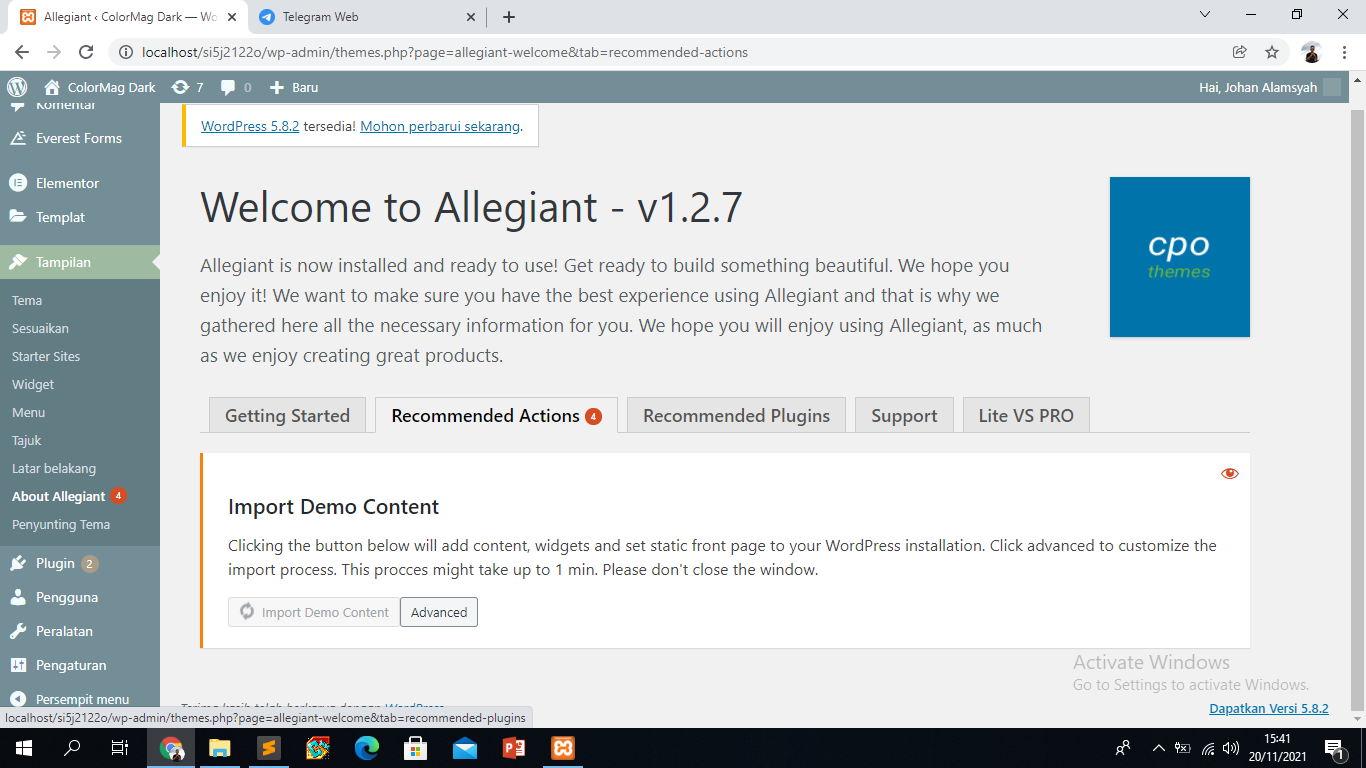 Allegiant ‹ ColorMag Dark — Wo
Telegram Web
localhost/si5j2122o/wp-admin/themes.php?page=allegiant-welcome&tab=recommended-actions
ColorMag Dark 7 0 Baru
Hai, Johan Alamsyah
Komentar
Everest Forms
Elementor
Templat
Tampilan
Tema
Sesuaikan
Starter Sites
Widget
Menu
Tajuk
Latar belakang
About Allegiant 4
Penyunting Tema
Plugin 2
Pengguna
Peralatan
Pengaturan
Persempit menu
WordPress 5.8.2 tersedia! Mohon perbarui sekarang.
Welcome to Allegiant - v1.2.7
Allegiant is now installed and ready to use! Get ready to build something beautiful. We hope you
enjoy it! We want to make sure you have the best experience using Allegiant and that is why we
gathered here all the necessary information for you. We hope you will enjoy using Allegiant, as much
as we enjoy creating great products.
cpo
themes
Getting Started
Recommended Actions 4
Recommended Plugins
Support
Lite VS PRO
Import Demo Content
Clicking the button below will add content, widgets and set static front page to your WordPress installation. Click advanced to customize the
import process. This procces might take up to 1 min. Please don't close the window.
Import Demo Content
Advanced
Activate Windows
Go to Settings to activate Windows.
Terima kasih telah berkarya dengan WordPress.
Dapatkan Versi 5.8.2
localhost/si5j2122o/wp-admin/themes.php?page=allegiant-welcome&tab=recommended-plugins
15:41
20/11/2021
1